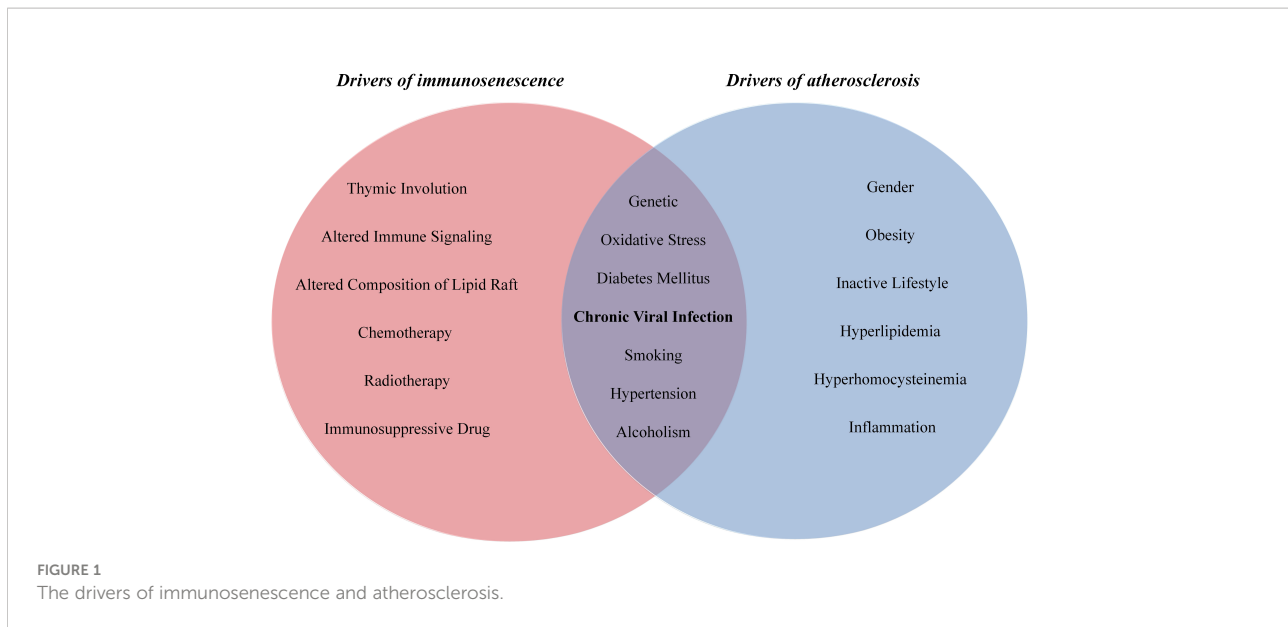 Drivers of immunosenescence
Drivers of atherosclerosis
Thymic Involution
Altered Immune Signaling
Altered Composition of Lipid Raft
Chemotherapy
Radiotherapy
Immunosuppressive Drug
Genetic
Oxidative Stress
Diabetes Mellitus
Chronic Viral Infection
Smoking
Hypertension
Alcoholism
Gender
Obesity
Inactive Lifestyle
Hyperlipidemia
Hyperhomocysteinemia
Inflammation
FIGURE 1
The drivers of immunosenescence and atherosclerosis.